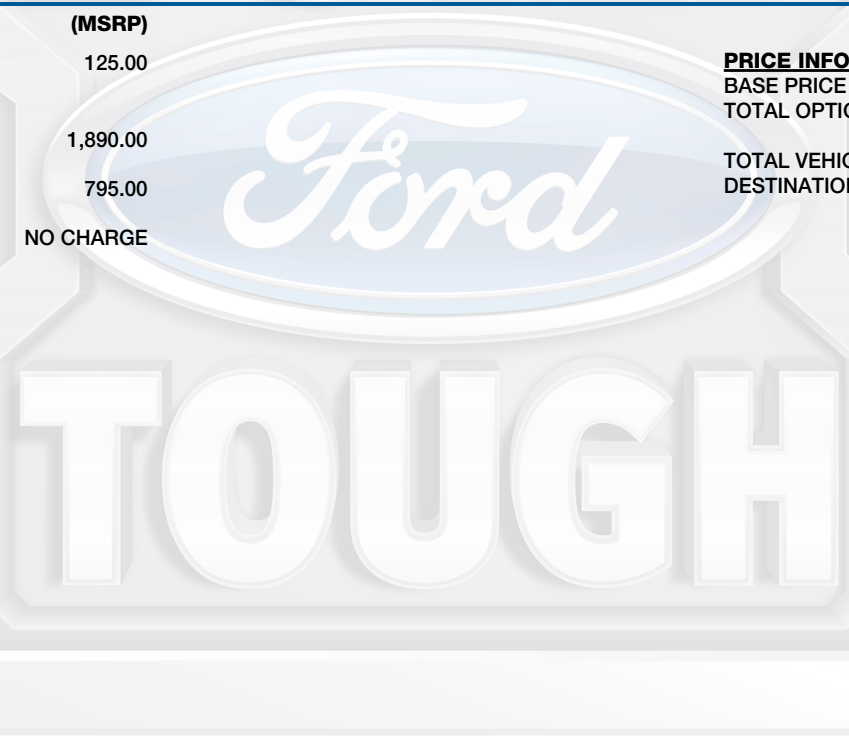 (MSRP)
125.00
1,890.00
795.00
NO CHARGE
PRICE INFO
BASE PRICE
TOTAL OPTIO
TOTAL VEHIC
DESTINATION
Ford
TOUGH